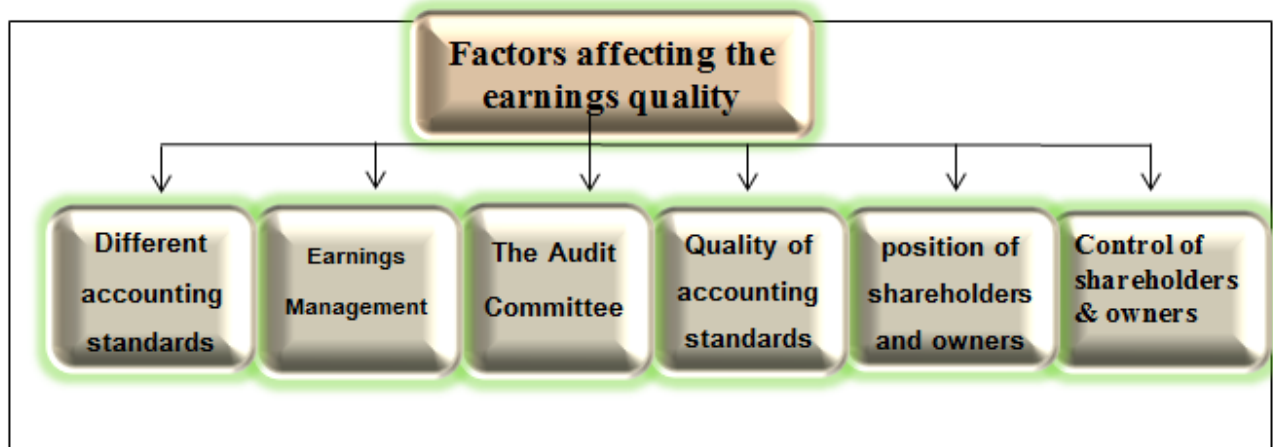 Factors affecting the
earnings quality
Different
accounting
standards
Earnings
Management
The Audit
Committee
Quality of
accounting
standards
position of
shareholders
and owners
Control of
shareholders
& owners